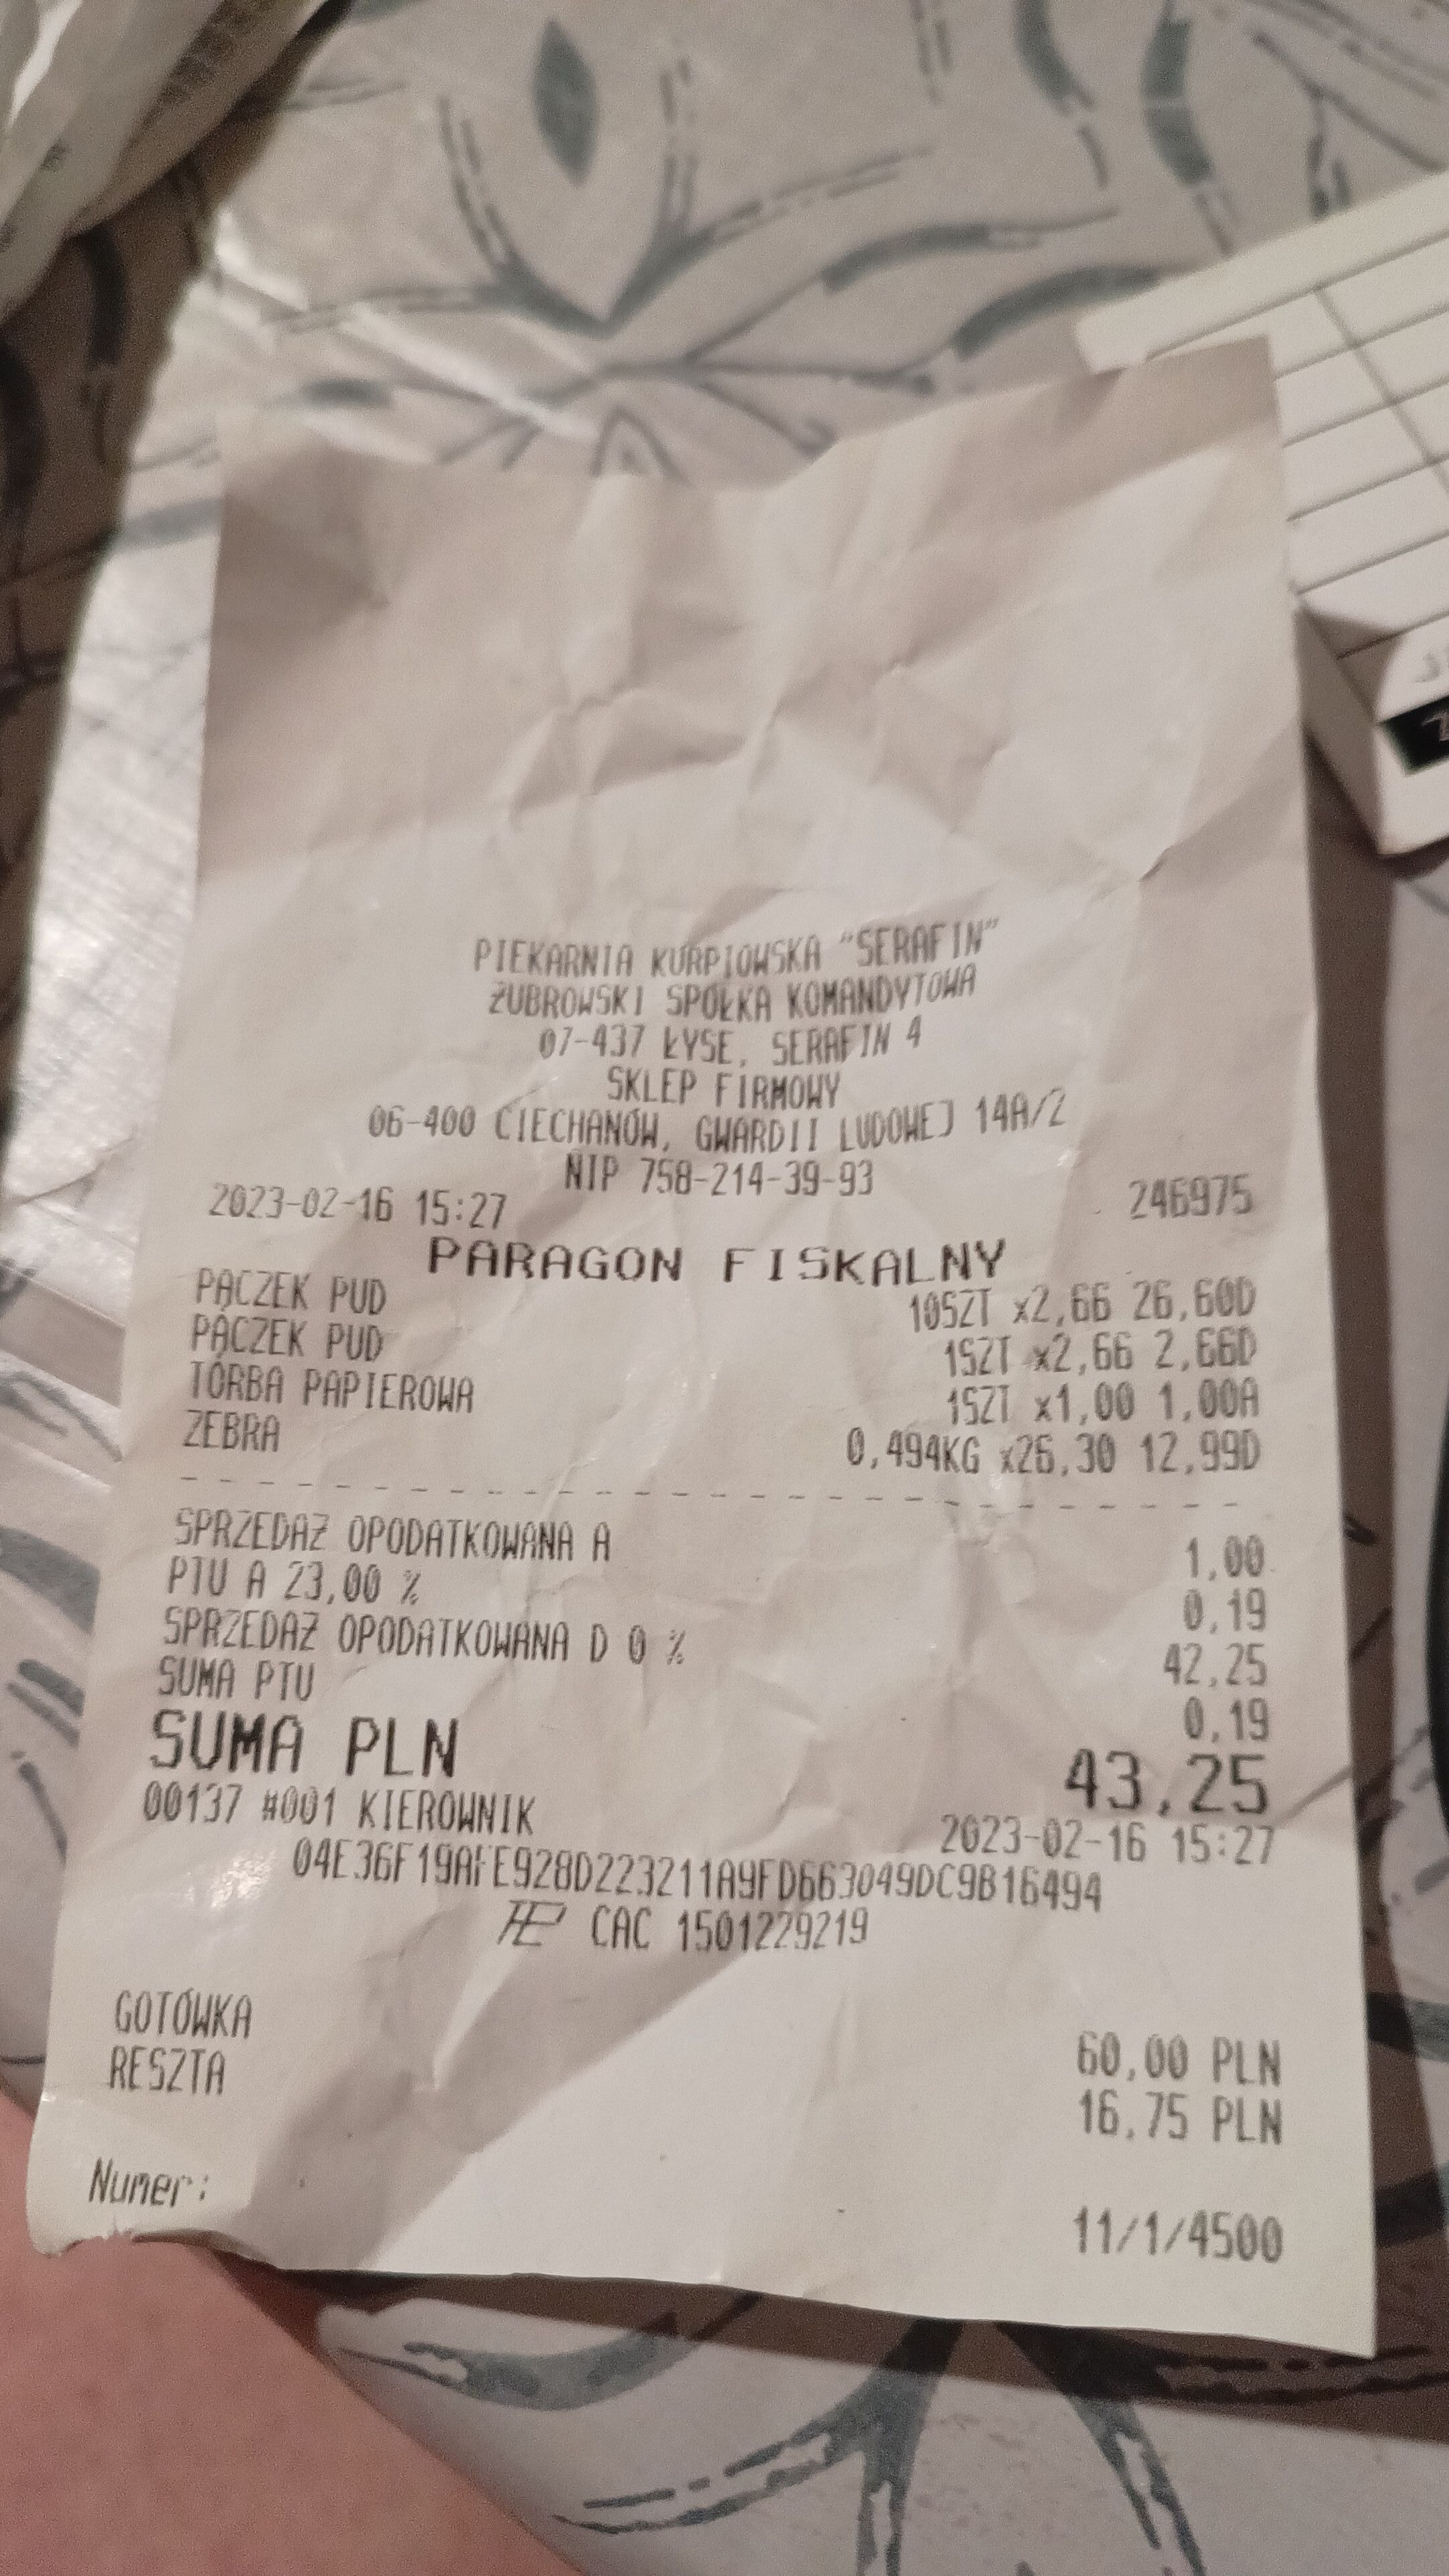 PIEKARNIA KURPIOWSKA "SERAFIN"
ŻUBROWSKI SPÓŁKA KOMANDYTOWA
07-437 ŁYSE, SERAFIN 4
SKLEP FIRMOWY
06-400 CIECHANÓW, GWARDII LUDOWEJ 14A/2
NIP 758-214-39-93
2023-02-16 15:27 246975
PARAGON FISKALNY
PĄCZEK PUD 10SZT x2,66 26,60D
PĄCZEK PUD 1SZT x2,66 2,66D
TORBA PAPIEROWA 1SZT x1,00 1,00A
ZEBRA 0,494KG x26,30 12,99D
SPRZEDAŻ OPODATKOWANA A 1,00
PTU A 23,00 % 0,19
SPRZEDAŻ OPODATKOWANA D 0 % 42,25
SUMA PTU 0,19
SUMA PLN 43,25
00137 #001 KIEROWNIK 2023-02-16 15:27
04E36F19AFE928D223211A9FD663049DC9B16494
CAC 1501229219
GOTÓWKA 60,00 PLN
RESZTA 16,75 PLN
Numer: 11/1/4500